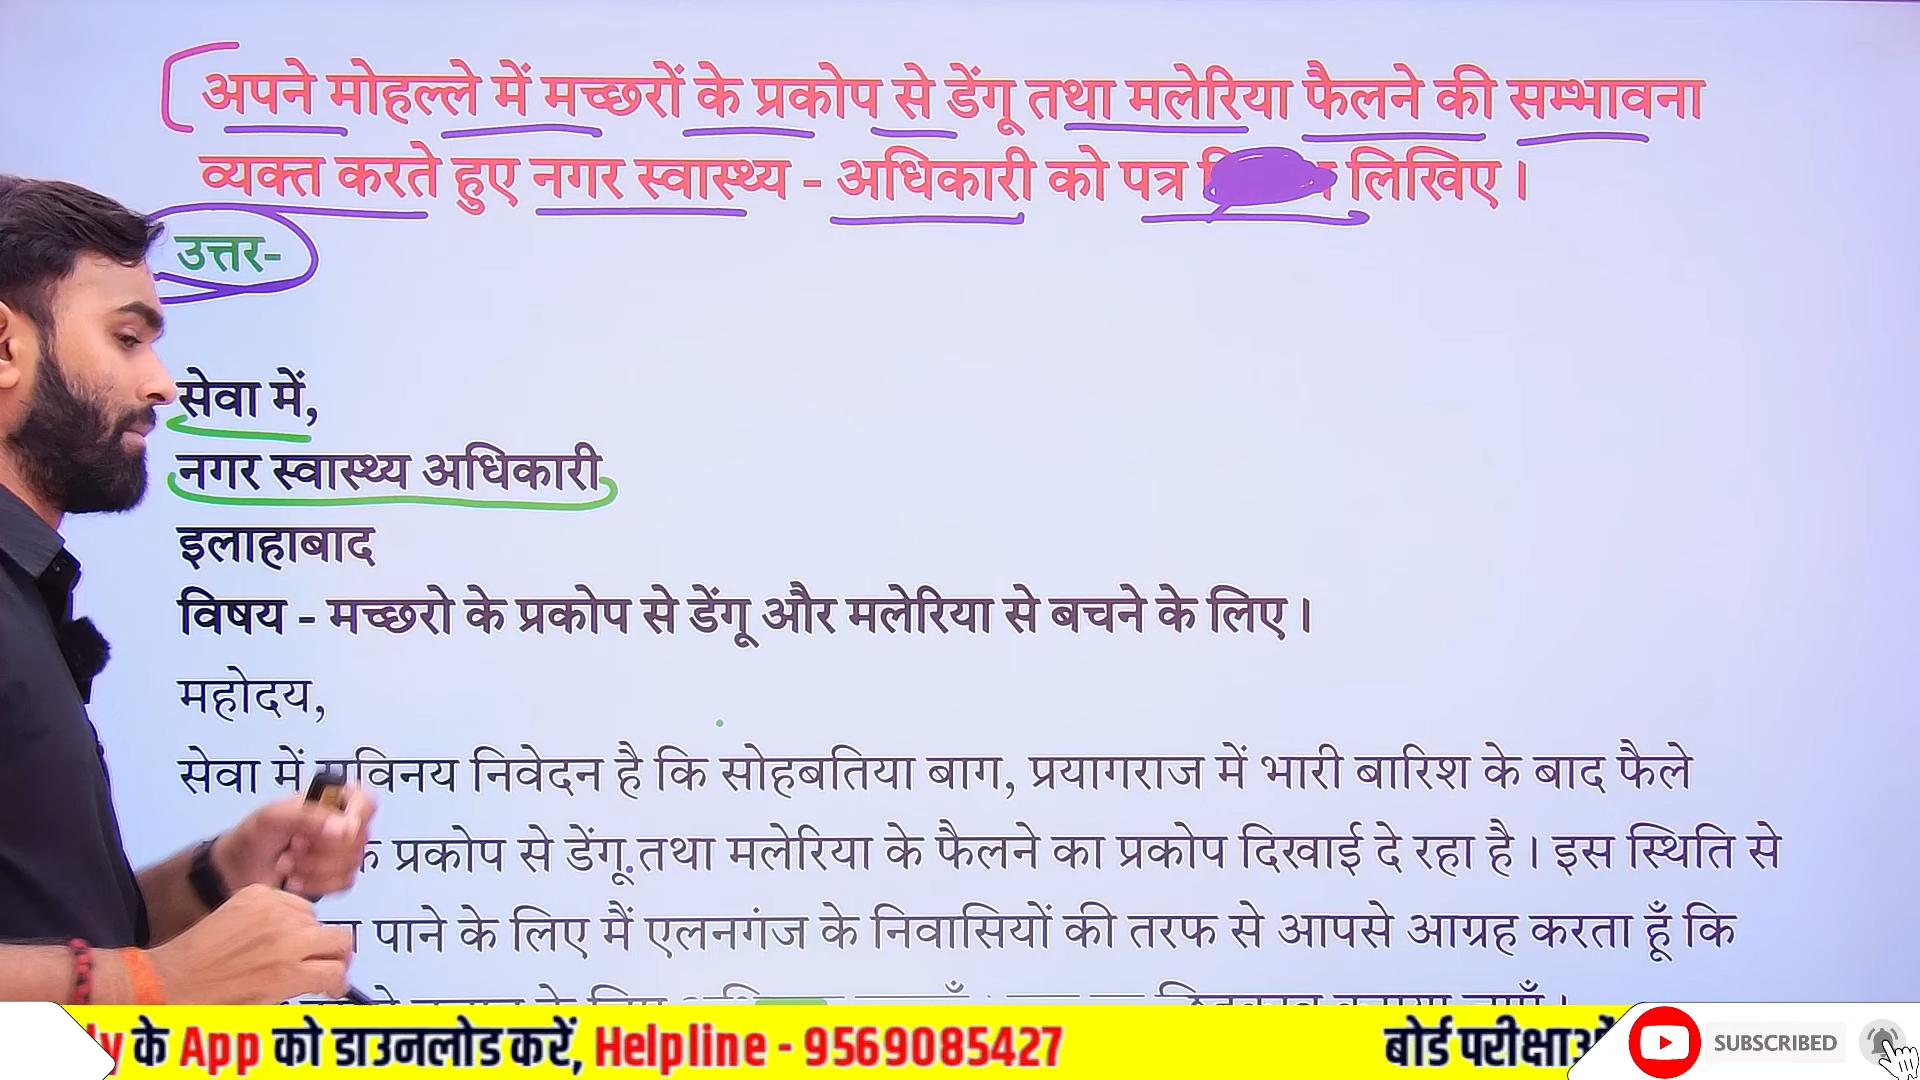 अपने मोहल्ले में मच्छरों के प्रकोप से डेंगू तथा मलेरिया फैलने की सम्भावना
व्यक्त करते हुए नगर स्वास्थ्य - अधिकारी को पत्र लिखिए ।
उत्तर-
सेवा में,
नगर स्वास्थ्य अधिकारी
इलाहाबाद
विषय - मच्छरो के प्रकोप से डेंगू और मलेरिया से बचने के लिए ।
महोदय,
सेवा में सविनय निवेदन है कि सोहबतिया बाग, प्रयागराज में भारी बारिश के बाद फैले
के प्रकोप से डेंगू तथा मलेरिया के फैलने का प्रकोप दिखाई दे रहा है । इस स्थिति से
पाने के लिए मैं एलनगंज के निवासियों की तरफ से आपसे आग्रह करता हूँ कि
के App को डाउनलोड करें, Helpline - 9569085427
बोर्ड
SUBSCRIBED